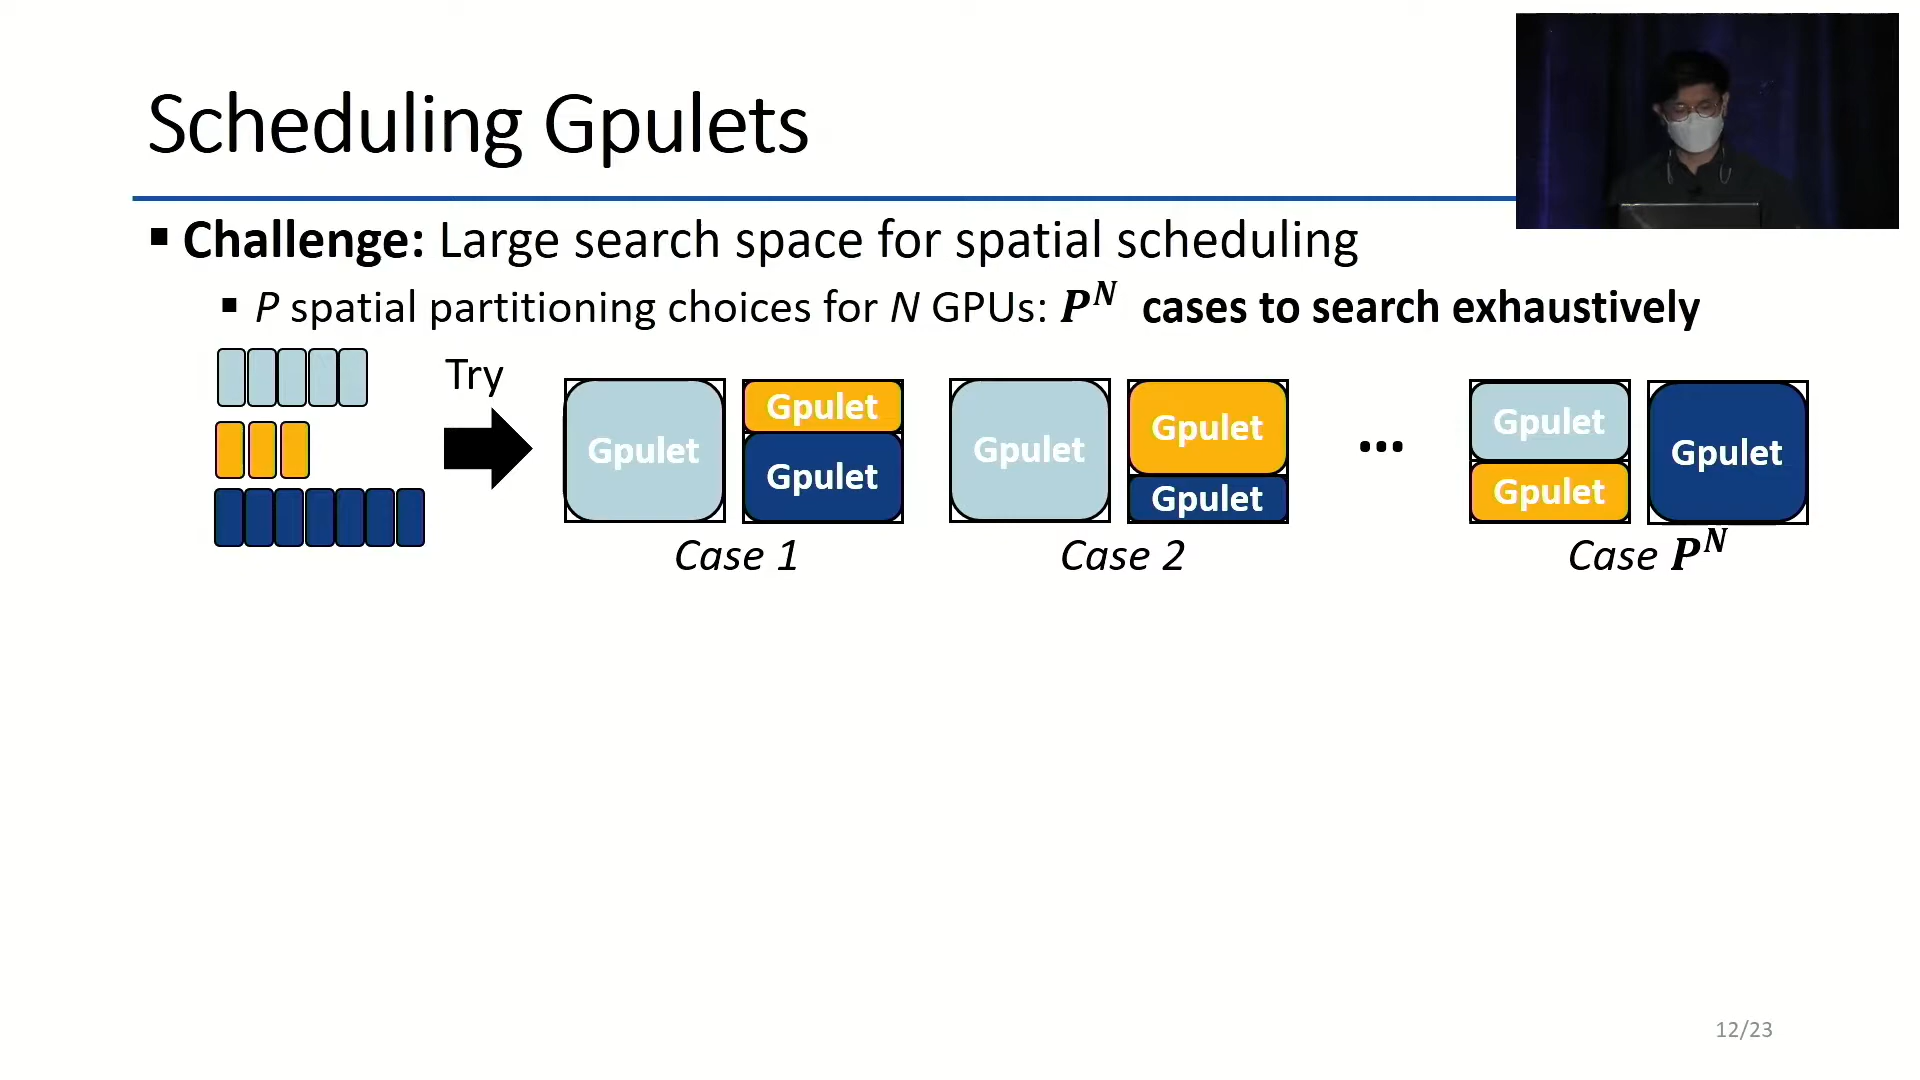 Scheduling Gpulets
▪ Challenge: Large search space for spatial scheduling
▪ P spatial partitioning choices for N GPUs: P^N cases to search exhaustively
Try
Gpulet
Gpulet
Gpulet
Case 1
Gpulet
Gpulet
Gpulet
Case 2
...
Gpulet
Gpulet
Gpulet
Case P^N
12/23